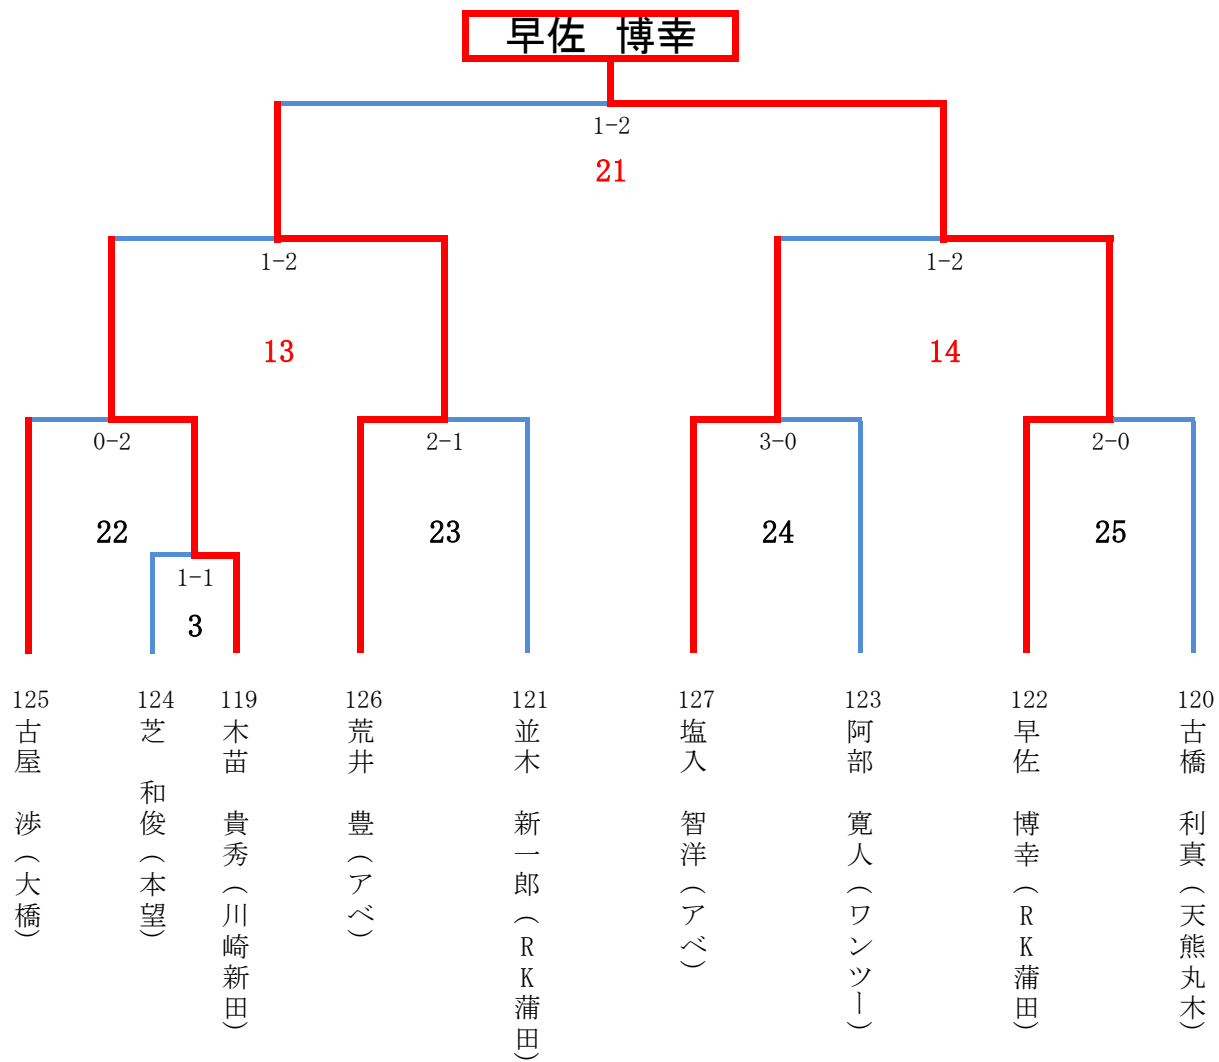 早佐　博幸
1-2
21
1-2
1-2
13
14
0-2
2-1
3-0
2-0
22
23
24
25
1-1
3
125
古屋　渉(大橋)
124
芝　和俊(本望)
119
木苗　貴秀(川崎新田)
126
荒井　豊(アベ)
121
並木　新一郎(RK蒲田)
127
塩入　智洋(アベ)
123
阿部　寛人(ワンツー)
122
早佐　博幸(RK蒲田)
120
古橋　利真(天熊丸木)